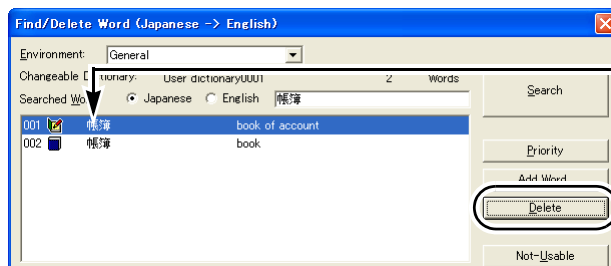 Find/Delete Word (Japanese -> English)
Environment: General
Changeable Dictionary: User dictionary0001 2 Words
Searched Wo Japanese English 帳簿
Search
001 帳簿 book of account
002 帳簿 book
Priority
Add Word
Delete
Not-Usable